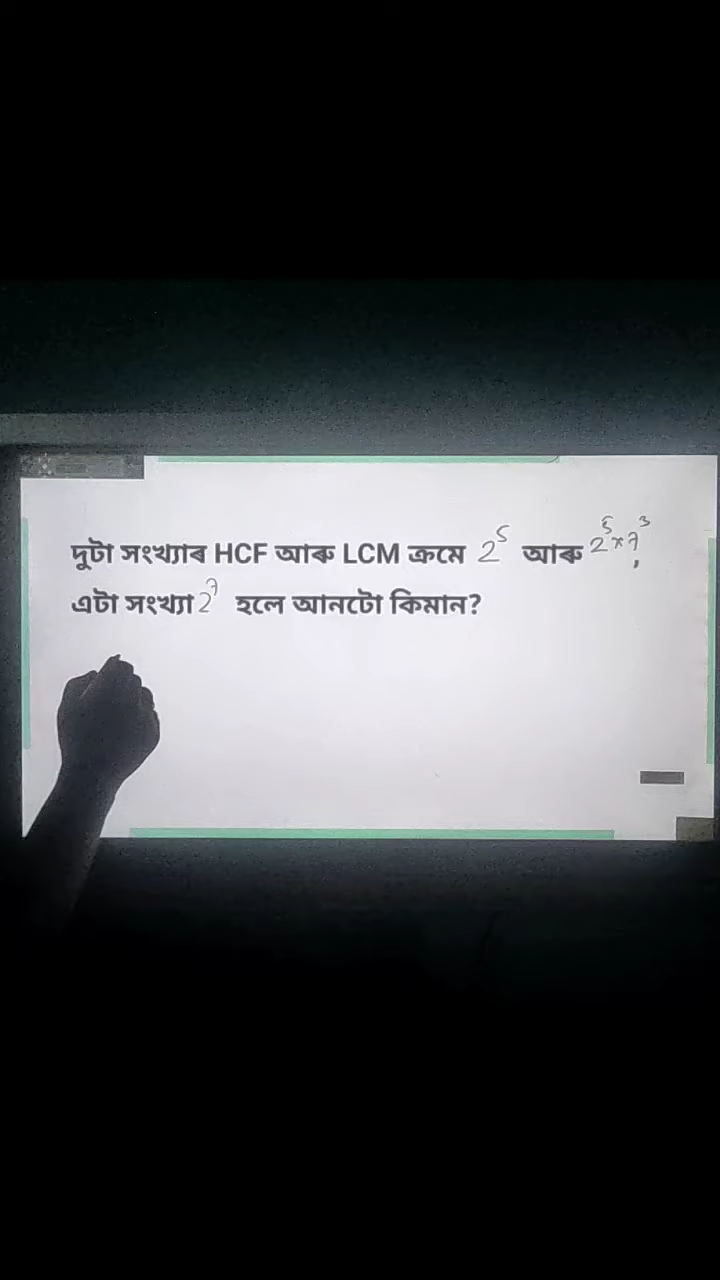 দুটা সংখ্যাৰ HCF আৰু LCM ক্ৰমে 2⁵ আৰু 2⁵×7³,
এটা সংখ্যা 2⁷ হলে আনটো কিমান?